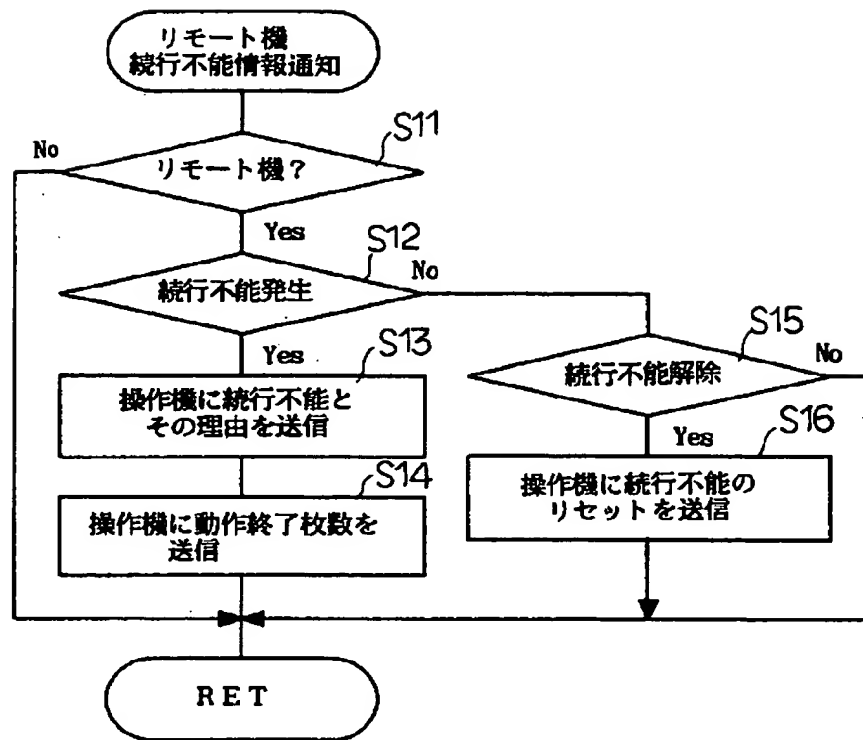 リモート機
続行不能情報通知
S11
No
リモート機?
Yes
S12
No
続行不能発生
Yes
S13
操作機に続行不能と
その理由を送信
S14
操作機に動作終了枚数を
送信
S15
No
続行不能解除
Yes
S16
操作機に続行不能の
リセットを送信
RET